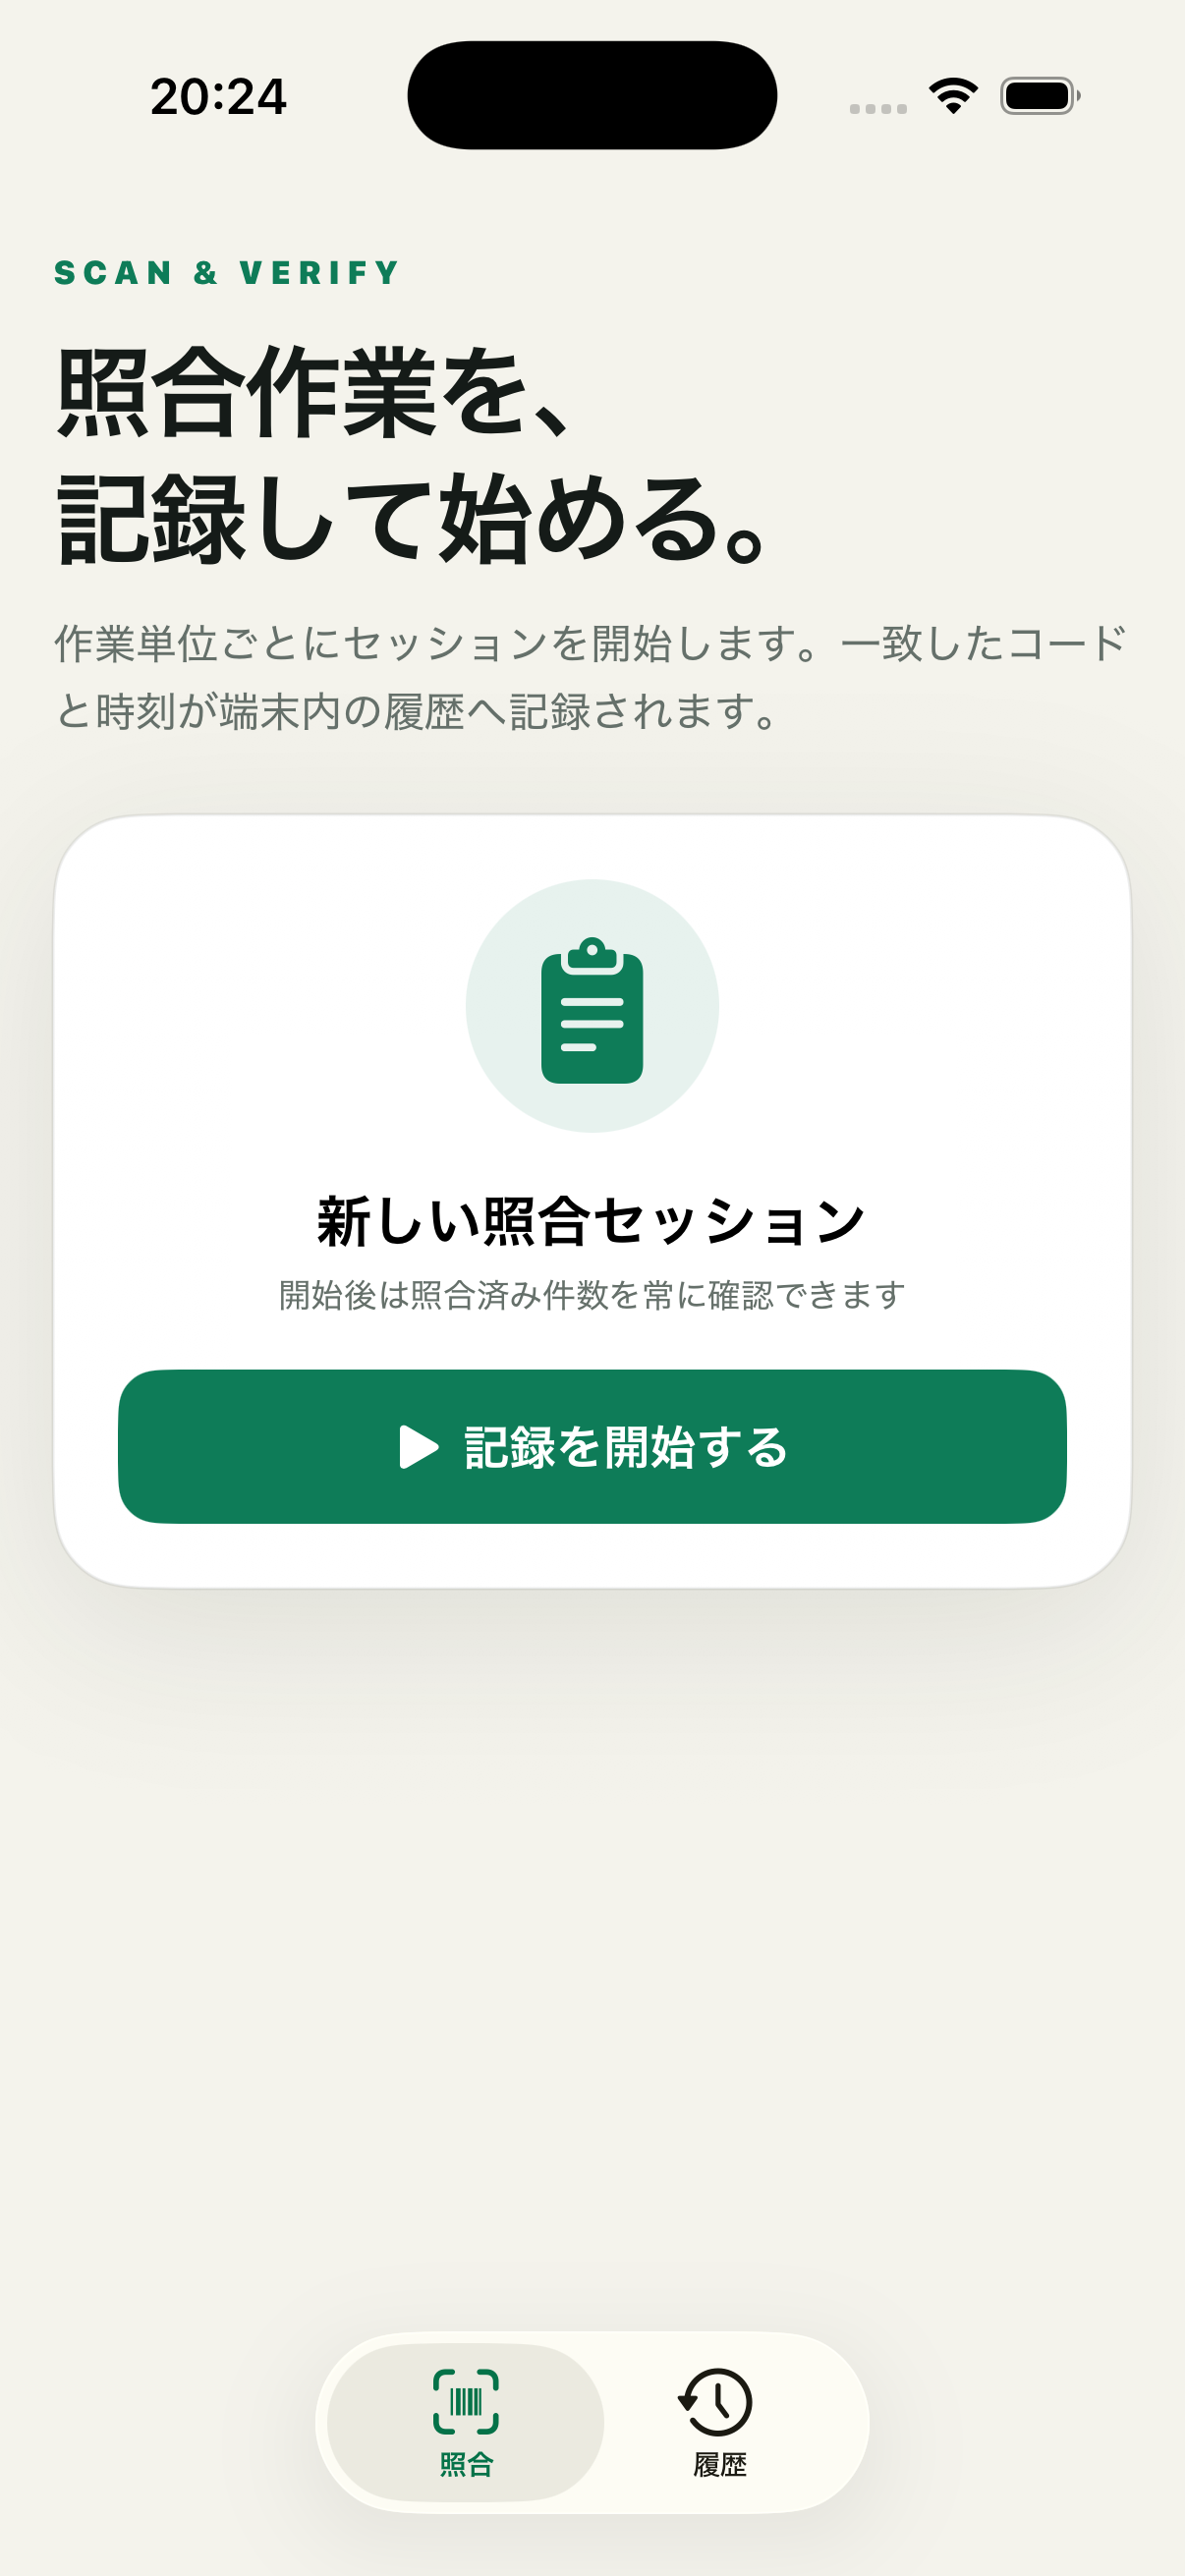 20:24
SCAN & VERIFY
照合作業を、
記録して始める。
作業単位ごとにセッションを開始します。一致したコード
と時刻が端末内の履歴へ記録されます。
新しい照合セッション
開始後は照合済み件数を常に確認できます
記録を開始する
照合
履歴